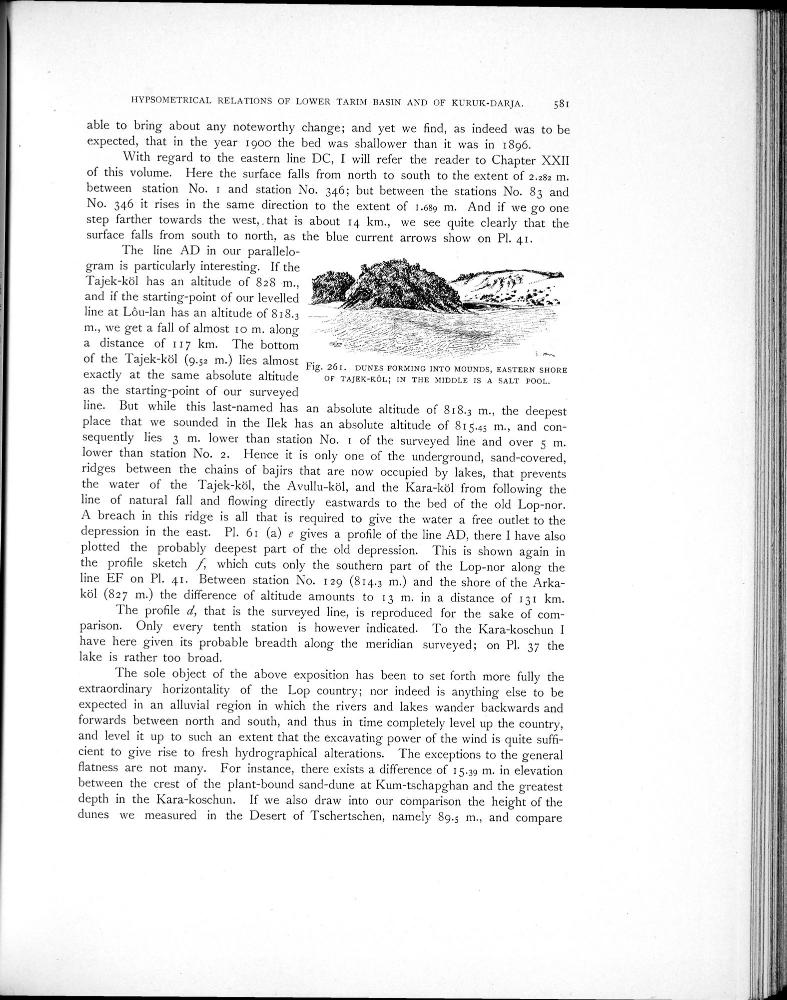 HYPSOMETRICAL RELATIONS OF LOWER TARIM BASIN AND OF KURUK-DARJA. 581
able to bring about any noteworthy change; and yet we find, as indeed was to be
expected, that in the year 1900 the bed was shallower than it was in 1896.
With regard to the eastern line DC, I will refer the reader to Chapter XXII
of this volume. Here the surface falls from north to south to the extent of 2.282 m.
between station No. 1 and station No. 346; but between the stations No. 83 and
No. 346 it rises in the same direction to the extent of 1.689 m. And if we go one
step farther towards the west, that is about 14 km., we see quite clearly that the
surface falls from south to north, as the blue current arrows show on Pl. 41.
The line AD in our parallelo-
gram is particularly interesting. If the
Tajek-köl has an altitude of 828 m.,
and if the starting-point of our levelled
line at Lôu-lan has an altitude of 818.3
m., we get a fall of almost 10 m. along
a distance of 117 km. The bottom
of the Tajek-köl (9.52 m.) lies almost
exactly at the same absolute altitude
as the starting-point of our surveyed
Fig. 261. DUNES FORMING INTO MOUNDS, EASTERN SHORE
OF TAJEK-KÖL; IN THE MIDDLE IS A SALT POOL.
line. But while this last-named has an absolute altitude of 818.3 m., the deepest
place that we sounded in the Ilek has an absolute altitude of 815.45 m., and con-
sequently lies 3 m. lower than station No. 1 of the surveyed line and over 5 m.
lower than station No. 2. Hence it is only one of the underground, sand-covered,
ridges between the chains of bajirs that are now occupied by lakes, that prevents
the water of the Tajek-köl, the Avullu-köl, and the Kara-köl from following the
line of natural fall and flowing directly eastwards to the bed of the old Lop-nor.
A breach in this ridge is all that is required to give the water a free outlet to the
depression in the east. Pl. 61 (a) e gives a profile of the line AD, there I have also
plotted the probably deepest part of the old depression. This is shown again in
the profile sketch f, which cuts only the southern part of the Lop-nor along the
line EF on Pl. 41. Between station No. 129 (814.3 m.) and the shore of the Arka-
köl (827 m.) the difference of altitude amounts to 13 m. in a distance of 131 km.
The profile d, that is the surveyed line, is reproduced for the sake of com-
parison. Only every tenth station is however indicated. To the Kara-koschun I
have here given its probable breadth along the meridian surveyed; on Pl. 37 the
lake is rather too broad.
The sole object of the above exposition has been to set forth more fully the
extraordinary horizontality of the Lop country; nor indeed is anything else to be
expected in an alluvial region in which the rivers and lakes wander backwards and
forwards between north and south, and thus in time completely level up the country,
and level it up to such an extent that the excavating power of the wind is quite suffi-
cient to give rise to fresh hydrographical alterations. The exceptions to the general
flatness are not many. For instance, there exists a difference of 15.39 m. in elevation
between the crest of the plant-bound sand-dune at Kum-tschapghan and the greatest
depth in the Kara-koschun. If we also draw into our comparison the height of the
dunes we measured in the Desert of Tschertschen, namely 89.5 m., and compare